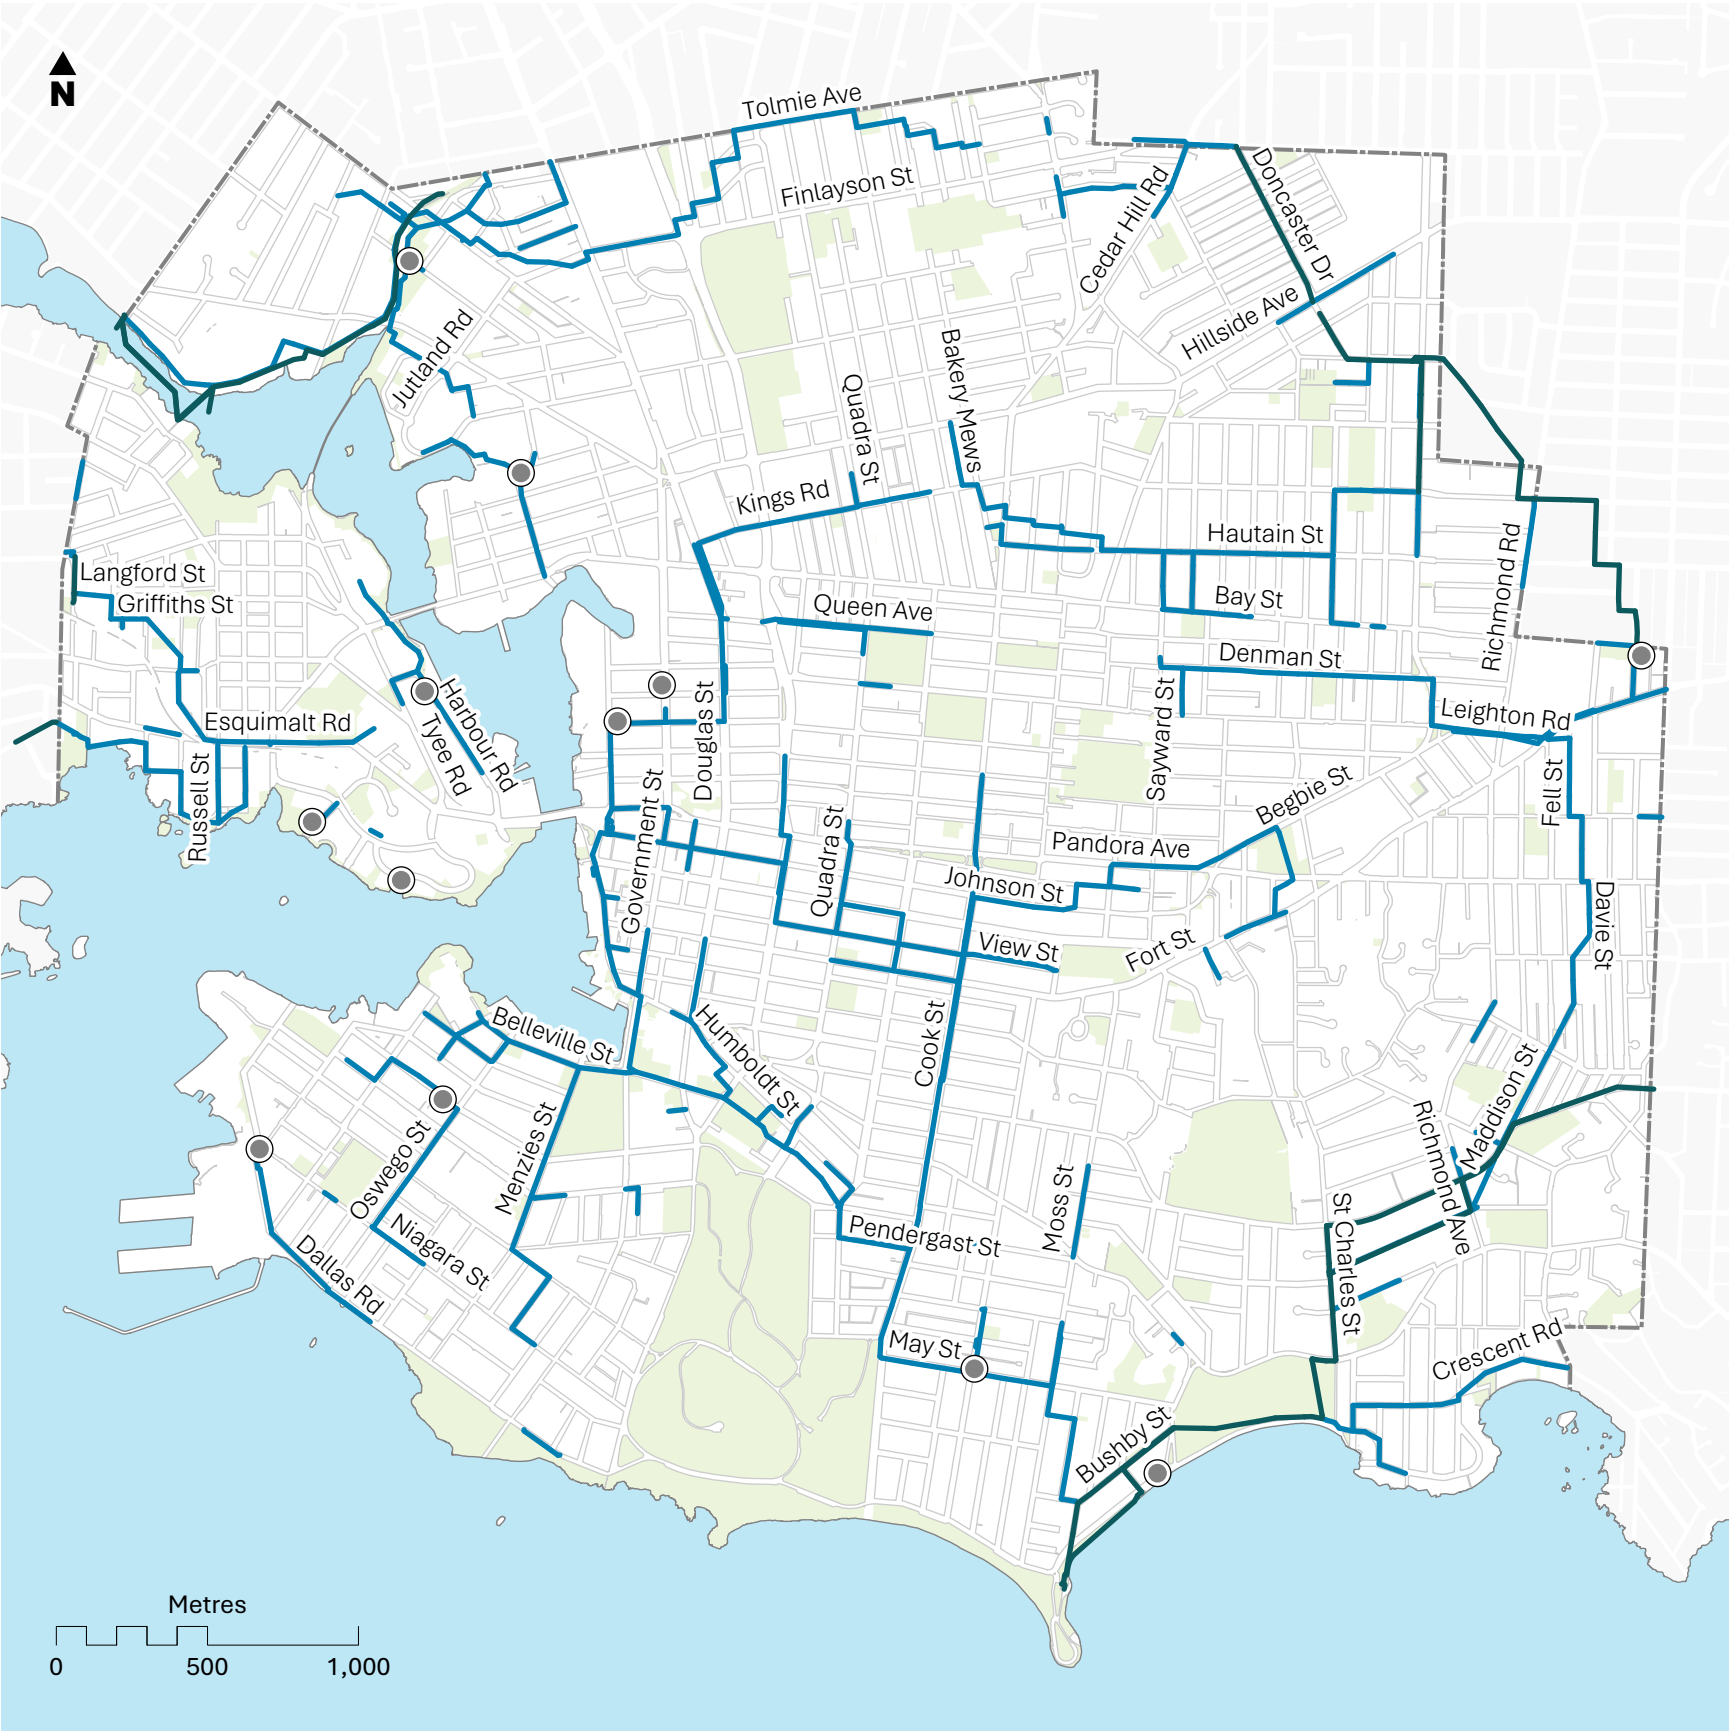 N
Tolmie Ave
Finlayson St
Cedar Hill Rd
Doncaster Dr
Hillside Ave
Jutland Rd
Bakery Mews
Quadra St
Kings Rd
Hautain St
Richmond Rd
Langford St
Griffiths St
Queen Ave
Bay St
Denman St
Sayward St
Leighton Rd
Esquimalt Rd
Harbour Rd
Tyee Rd
Russell St
Douglas St
Government St
Quadra St
Begbie St
Fell St
Pandora Ave
Johnson St
View St
Fort St
Davie St
Belleville St
Humboldt St
Cook St
Maddison St
Richmond Ave
Oswego St
Menzies St
Moss St
St Charles St
Niagara St
Pendergast St
Dallas Rd
May St
Crescent Rd
Bushby St
Metres
0 500 1,000